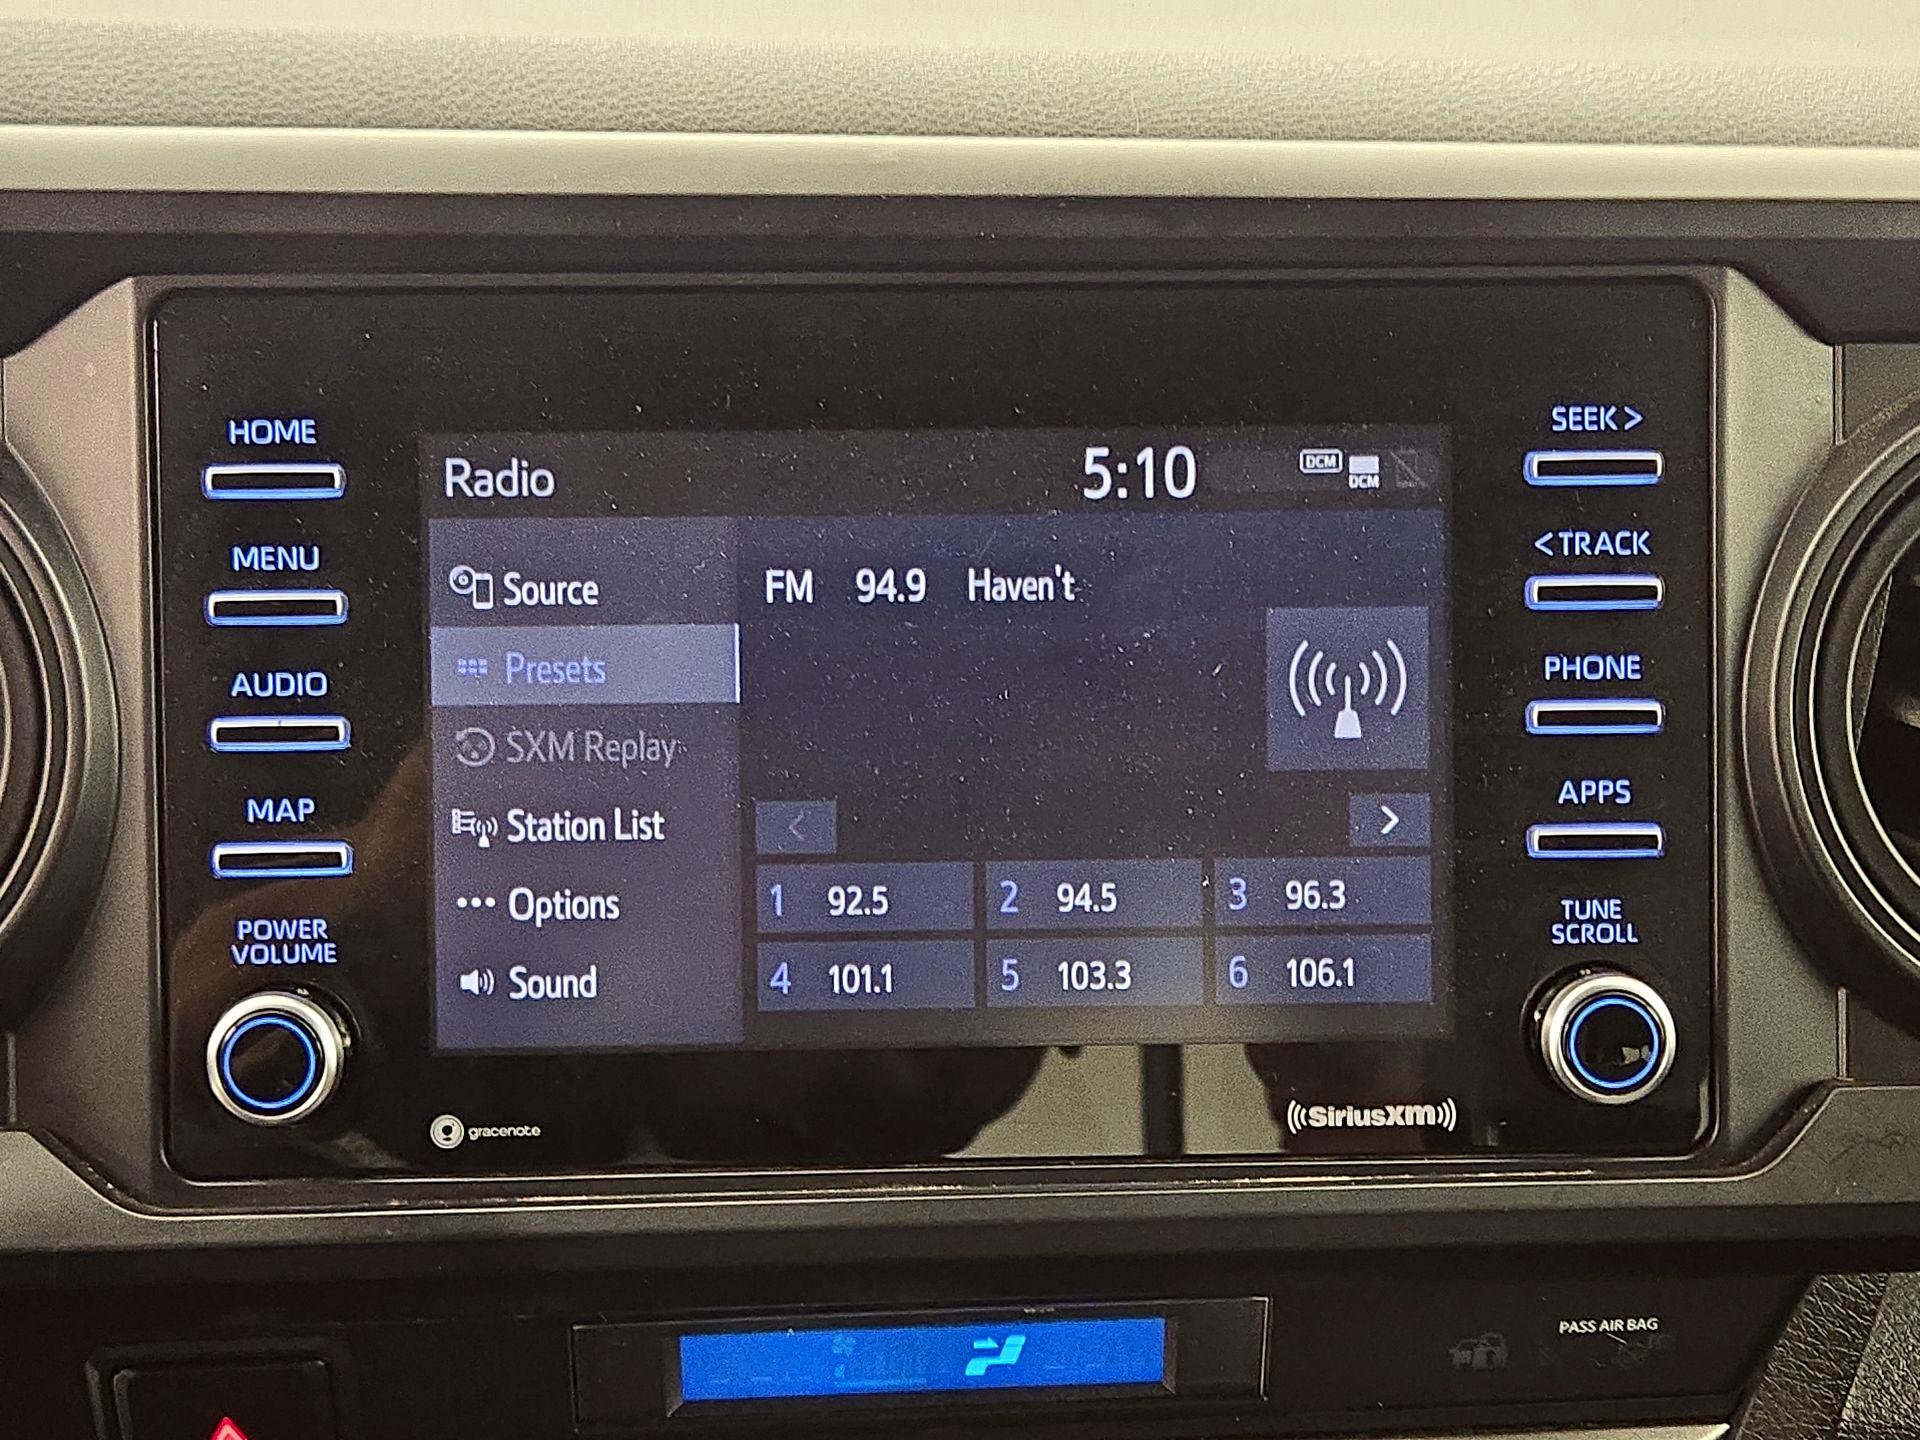 HOME
MENU
AUDIO
MAP
POWER
VOLUME
Radio
5:10
DCM
DCM
Source
Presets
SXM Replay
Station List
Options
Sound
FM 94.9 Haven't
<
>
1 92.5
2 94.5
3 96.3
4 101.1
5 103.3
6 106.1
SEEK >
< TRACK
PHONE
APPS
TUNE
SCROLL
gracenote
((SiriusXM))
PASS AIR BAG